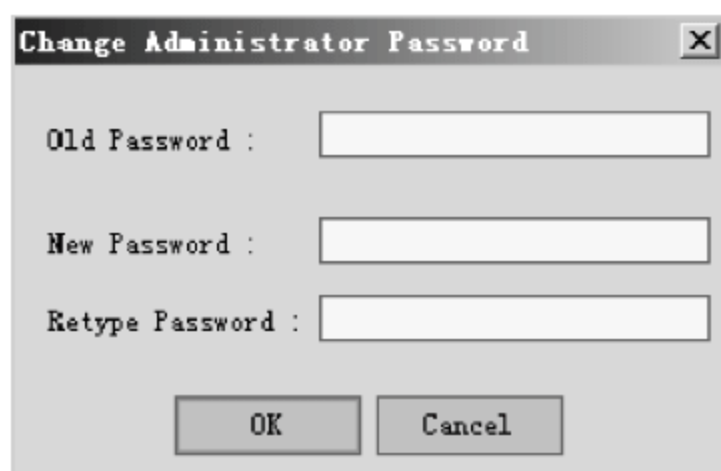 Change Administrator Password
Old Password :
New Password :
Retype Password :
OK Cancel